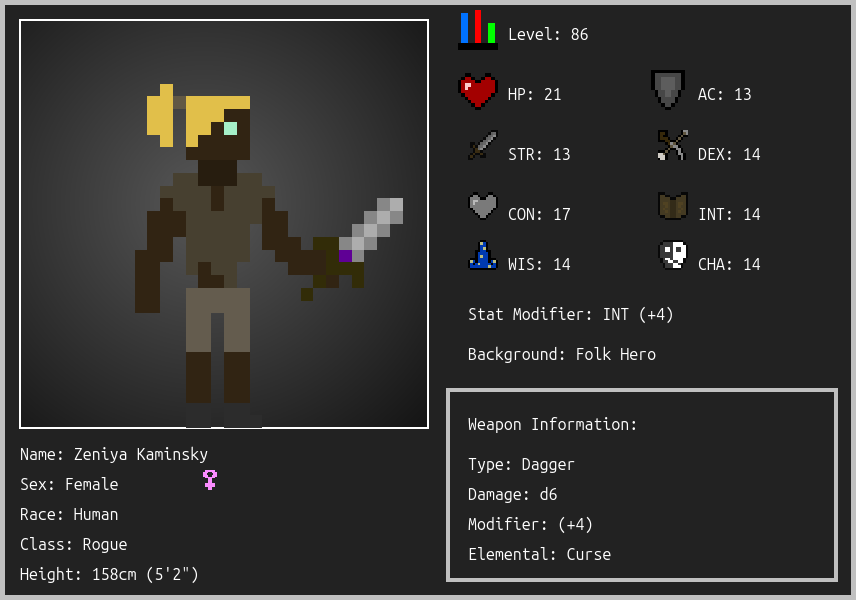 Level: 86
HP: 21
AC: 13
STR: 13
DEX: 14
CON: 17
INT: 14
WIS: 14
CHA: 14
Stat Modifier: INT (+4)
Background: Folk Hero
Weapon Information:
Type: Dagger
Damage: d6
Modifier: (+4)
Elemental: Curse
Name: Zeniya Kaminsky
Sex: Female
Race: Human
Class: Rogue
Height: 158cm (5'2")